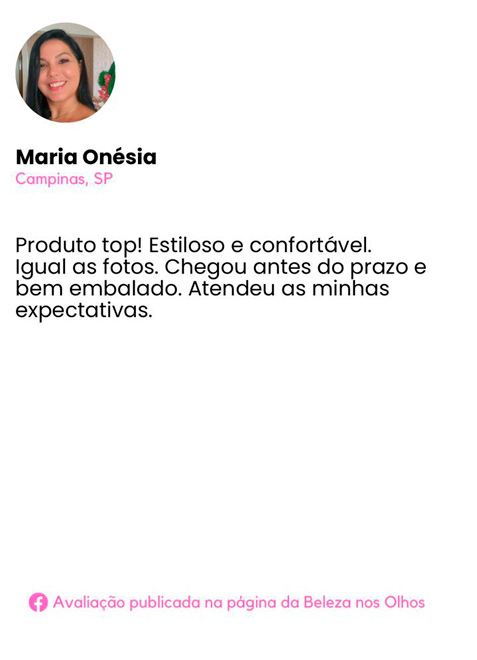 Maria Onésia
Campinas, SP
Produto top! Estiloso e confortável.
Igual as fotos. Chegou antes do prazo e
bem embalado. Atendeu as minhas
expectativas.
Avaliação publicada na página da Beleza nos Olhos